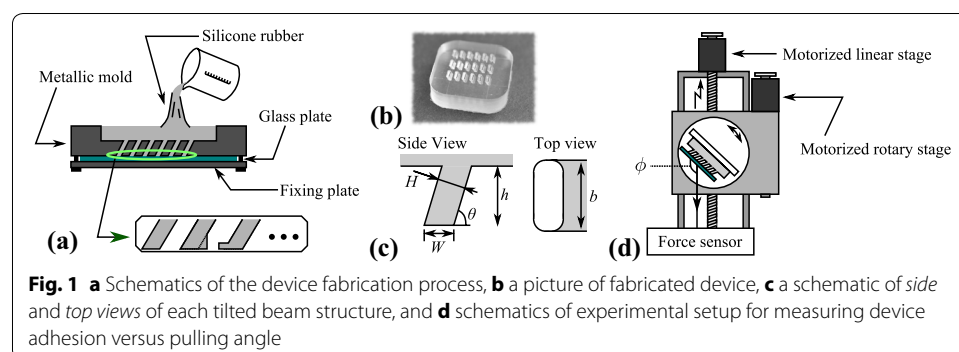 Silicone rubber
Metallic mold
Glass plate
Fixing plate
(a)
(b)
Side View
Top view
H
h
θ
W
b
(c)
Motorized linear stage
Motorized rotary stage
ϕ
(d)
Force sensor
Fig. 1 a Schematics of the device fabrication process, b a picture of fabricated device, c a schematic of side
and top views of each tilted beam structure, and d schematics of experimental setup for measuring device
adhesion versus pulling angle